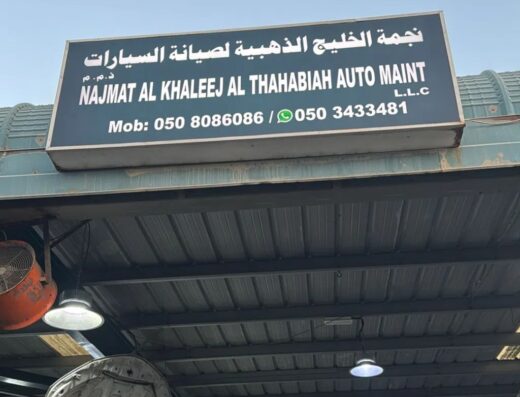 نجمة الخليج الذهبية لصيانة السيارات
ذ.م.م
NAJMAT AL KHALEEJ AL THAHABIAH AUTO MAINT
L.L.C
Mob: 050 8086086 / 050 3433481